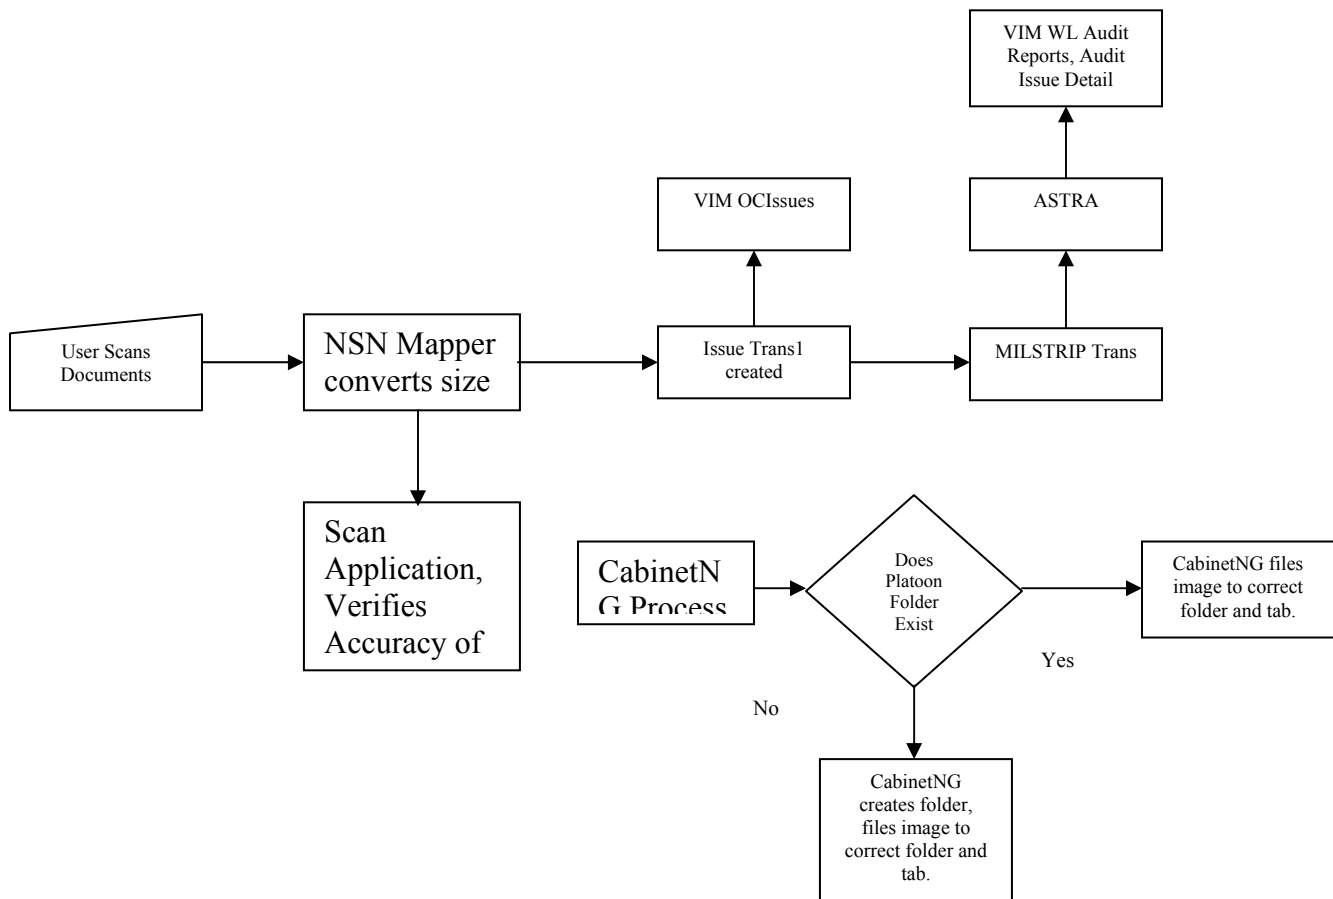 VIM WL Audit
Reports, Audit
Issue Detail
VIM OCIssues
ASTRA
User Scans
Documents
NSN Mapper
converts size
Issue Trans1
created
MILSTRIP Trans
Scan
Application,
Verifies
Accuracy of
CabinetN
G Process
Does
Platoon
Folder
Exist
CabinetNG files
image to correct
folder and tab.
Yes
No
CabinetNG
creates folder,
files image to
correct folder and
tab.